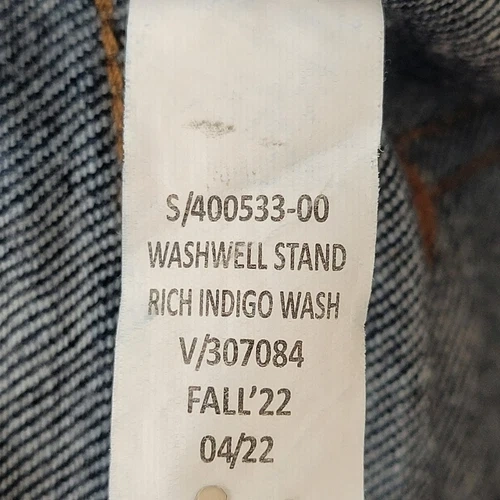 S/400533-00
WASHWELL STAND
RICH INDIGO WASH
V/307084
FALL'22
04/22